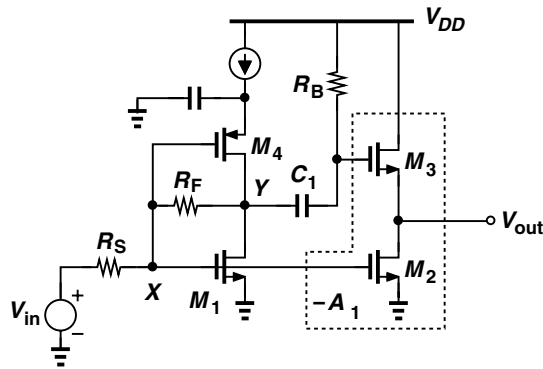 V_DD
R_B
M_4
M_3
R_F
Y
C_1
V_out
R_S
X
M_1
M_2
V_in
+
−
−A_1